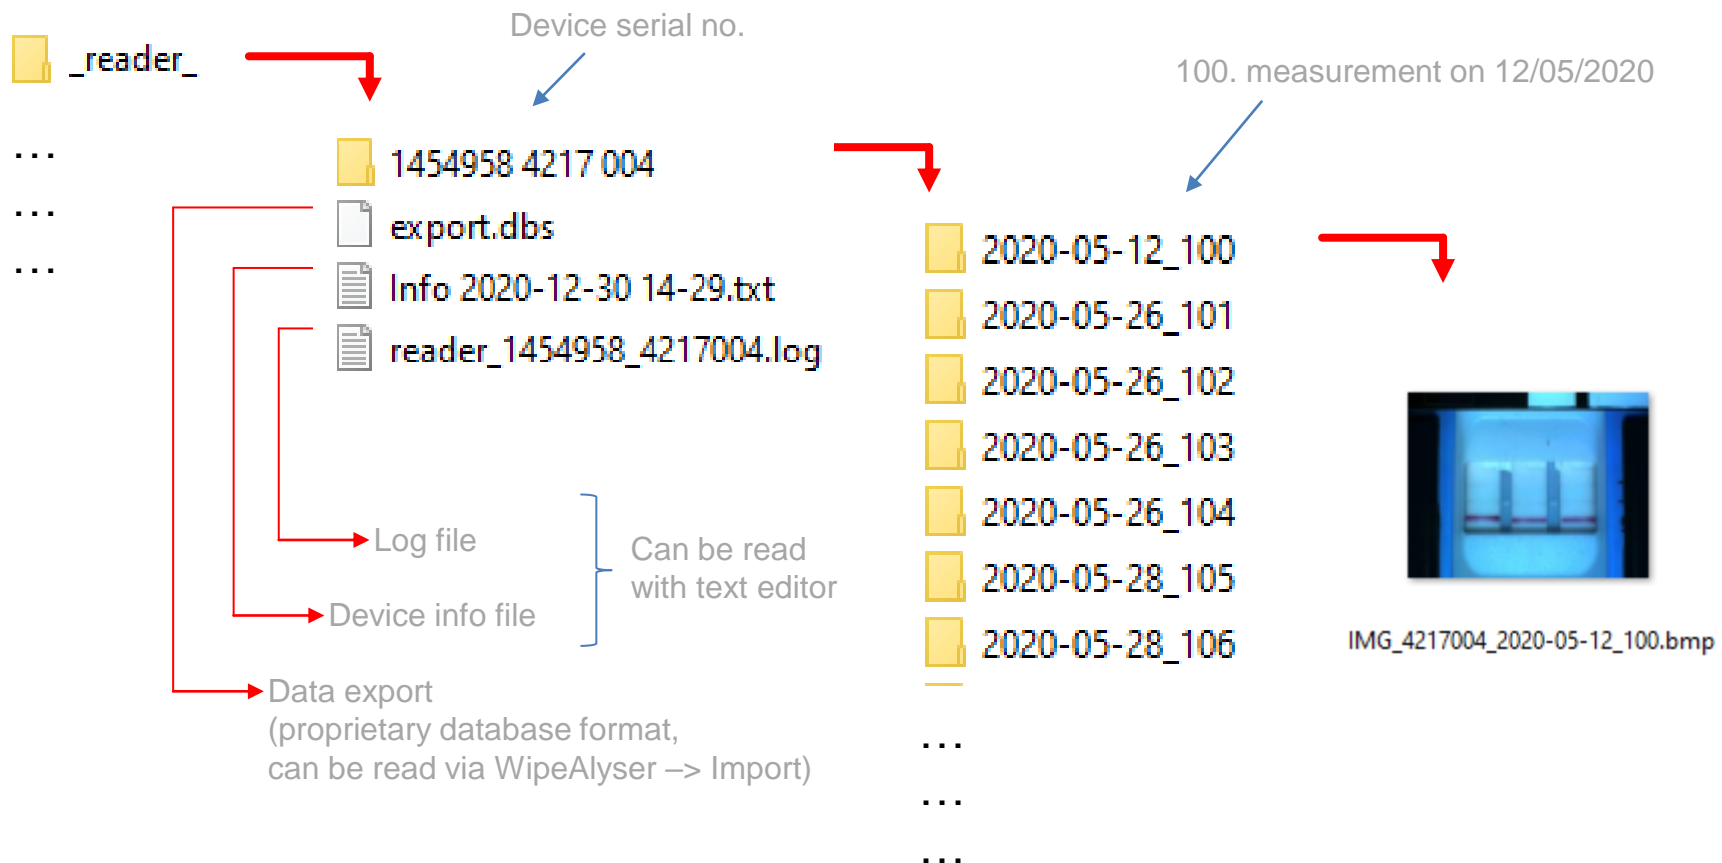 Device serial no.
_reader_
100. measurement on 12/05/2020
...
...
...
1454958 4217 004
export.dbs
Info 2020-12-30 14-29.txt
reader_1454958_4217004.log
2020-05-12_100
2020-05-26_101
2020-05-26_102
2020-05-26_103
2020-05-26_104
2020-05-28_105
2020-05-28_106
...
...
...
IMG_4217004_2020-05-12_100.bmp
Log file
Device info file
Can be read
with text editor
Data export
(proprietary database format,
can be read via WipeAlyser –> Import)